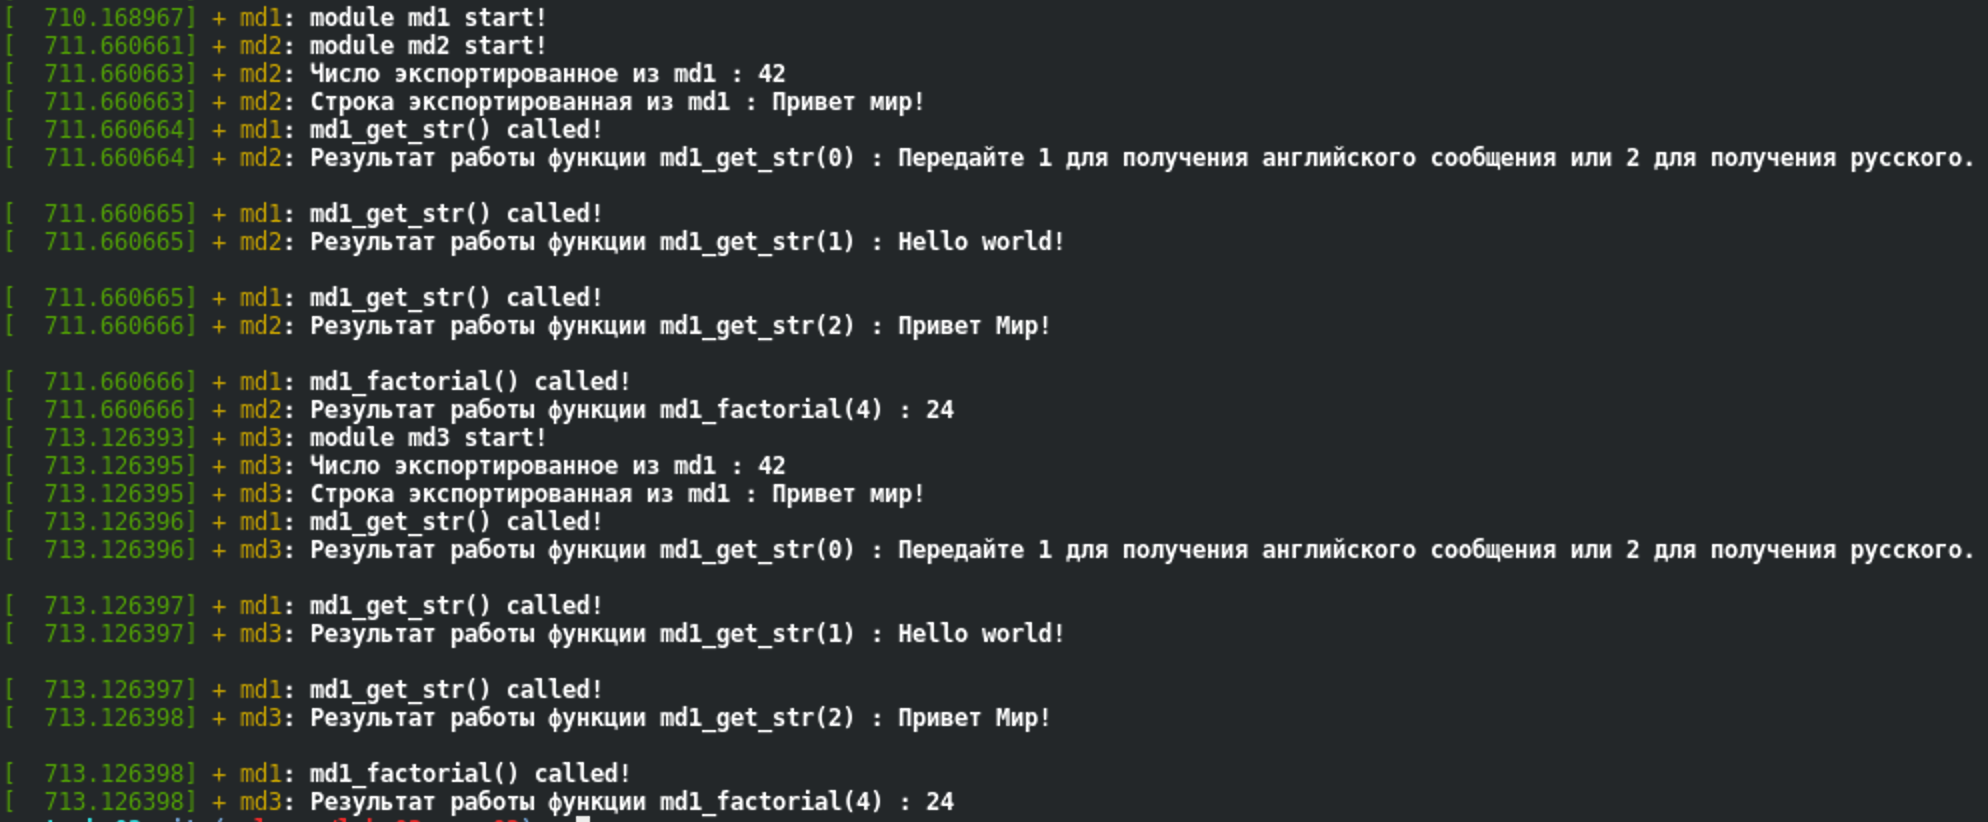 [  710.168967] + md1: module md1 start!
[  711.660661] + md2: module md2 start!
[  711.660663] + md2: Число экспортированное из md1 : 42
[  711.660663] + md2: Строка экспортированная из md1 : Привет мир!
[  711.660664] + md1: md1_get_str() called!
[  711.660664] + md2: Результат работы функции md1_get_str(0) : Передайте 1 для получения английского сообщения или 2 для получения русского.
[  711.660665] + md1: md1_get_str() called!
[  711.660665] + md2: Результат работы функции md1_get_str(1) : Hello world!
[  711.660665] + md1: md1_get_str() called!
[  711.660666] + md2: Результат работы функции md1_get_str(2) : Привет Мир!
[  711.660666] + md1: md1_factorial() called!
[  711.660666] + md2: Результат работы функции md1_factorial(4) : 24
[  713.126393] + md3: module md3 start!
[  713.126395] + md3: Число экспортированное из md1 : 42
[  713.126395] + md3: Строка экспортированная из md1 : Привет мир!
[  713.126396] + md1: md1_get_str() called!
[  713.126396] + md3: Результат работы функции md1_get_str(0) : Передайте 1 для получения английского сообщения или 2 для получения русского.
[  713.126397] + md1: md1_get_str() called!
[  713.126397] + md3: Результат работы функции md1_get_str(1) : Hello world!
[  713.126397] + md1: md1_get_str() called!
[  713.126398] + md3: Результат работы функции md1_get_str(2) : Привет Мир!
[  713.126398] + md1: md1_factorial() called!
[  713.126398] + md3: Результат работы функции md1_factorial(4) : 24